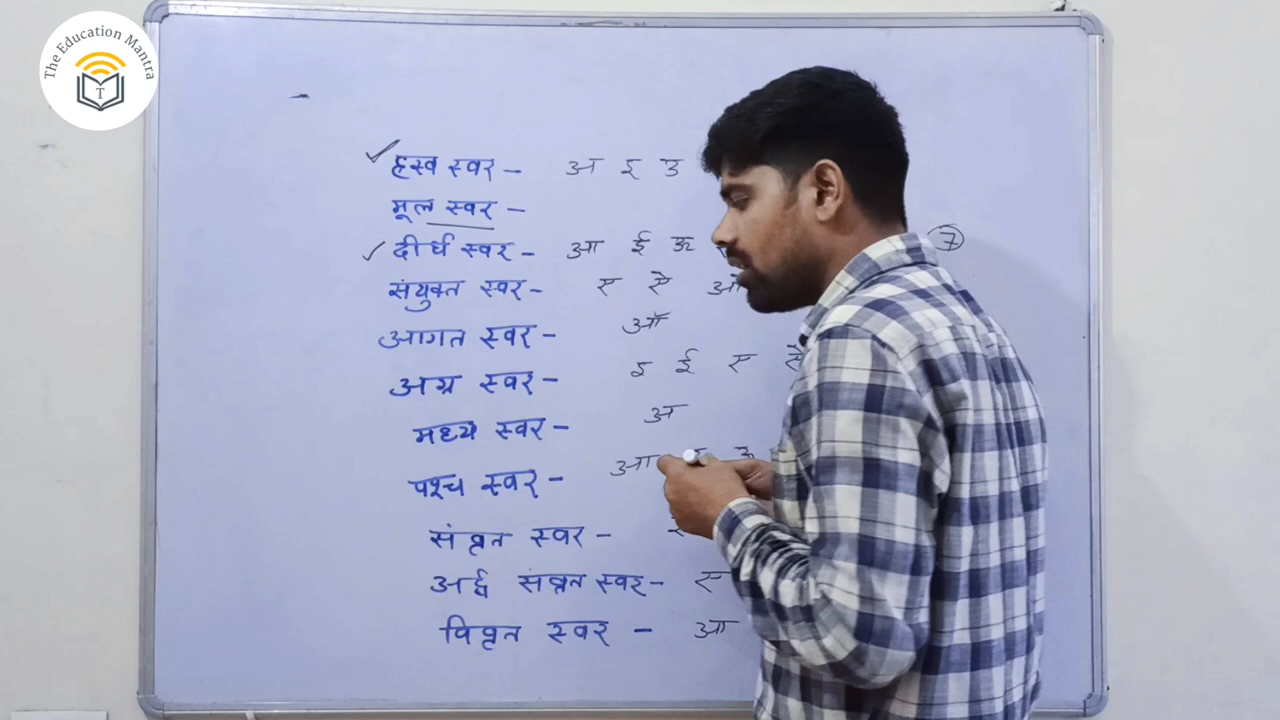 The Education Mantra
T
हृस्व स्वर - अ इ उ
मूल स्वर -
दीर्घ स्वर - आ ई ऊ 7
संयुक्त स्वर - ए ऐ ओ
आगत स्वर - ऑ
अग्र स्वर - इ ई ए ऐ
मध्य स्वर - अ
पश्च स्वर - आ ऊ
संवृत स्वर -
अर्द्ध संवृत स्वर - ए
विवृत स्वर - आ